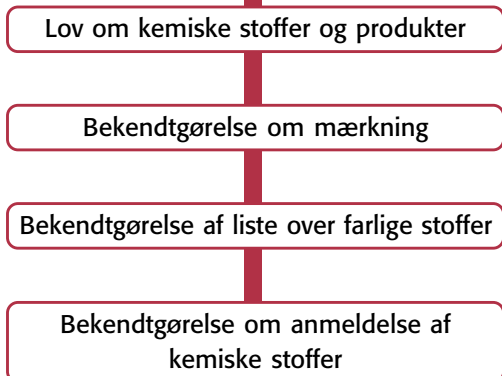 Lov om kemiske stoffer og produkter
Bekendtgørelse om mærkning
Bekendtgørelse af liste over farlige stoffer
Bekendtgørelse om anmeldelse af
kemiske stoffer